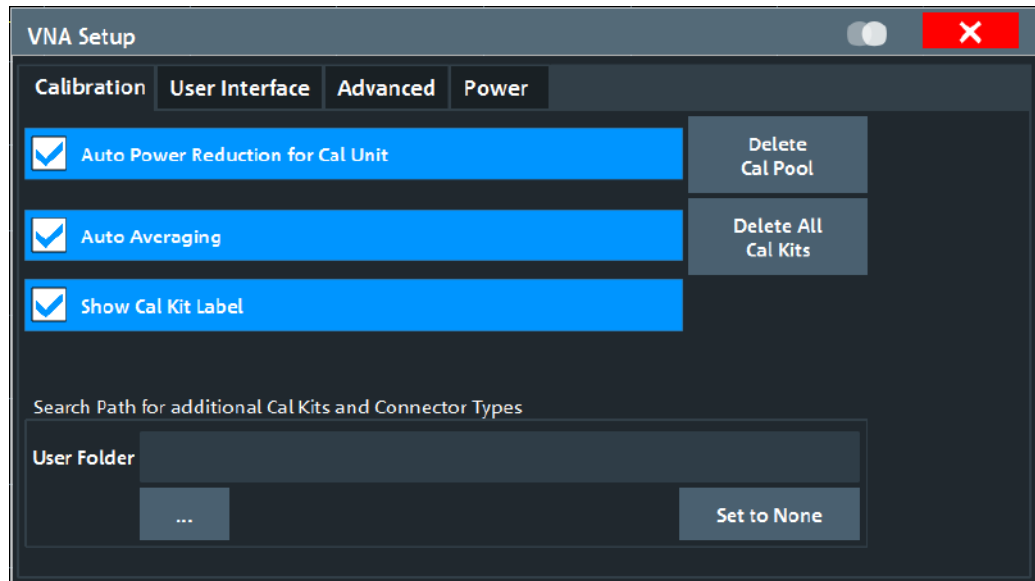 VNA Setup
Calibration User Interface Advanced Power
Auto Power Reduction for Cal Unit
Delete
Cal Pool
Auto Averaging
Delete All
Cal Kits
Show Cal Kit Label
Search Path for additional Cal Kits and Connector Types
User Folder
...
Set to None